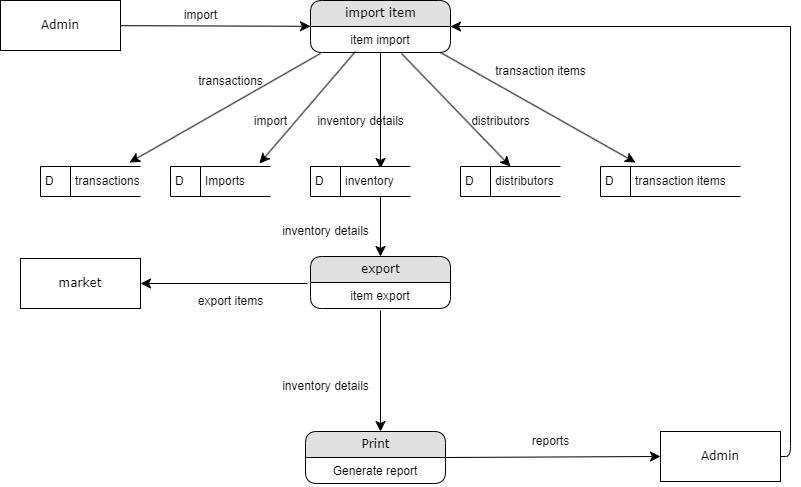 Admin
import
import item
item import
transactions
transaction items
import
inventory details
distributors
D
transactions
D
Imports
D
inventory
D
distributors
D
transaction items
inventory details
market
export items
export
item export
inventory details
Print
Generate report
reports
Admin